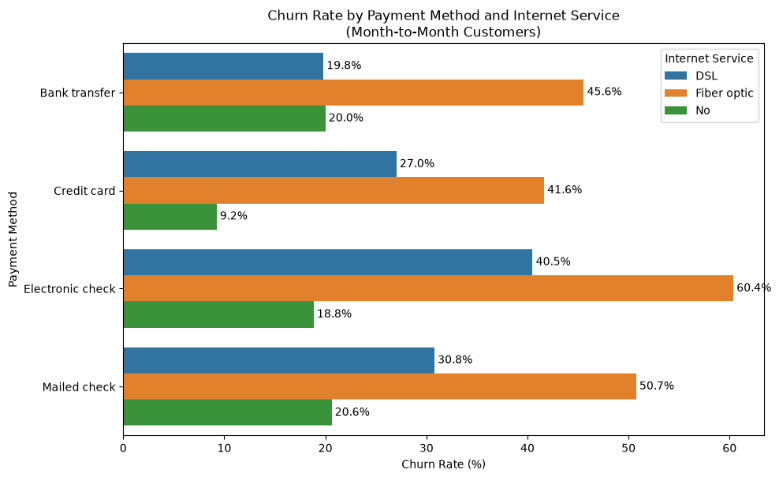 Churn Rate by Payment Method and Internet Service
(Month-to-Month Customers)
Internet Service
DSL
Fiber optic
No
Payment Method
Bank transfer
19.8%
45.6%
20.0%
Credit card
27.0%
41.6%
9.2%
Electronic check
40.5%
60.4%
18.8%
Mailed check
30.8%
50.7%
20.6%
0 10 20 30 40 50 60
Churn Rate (%)